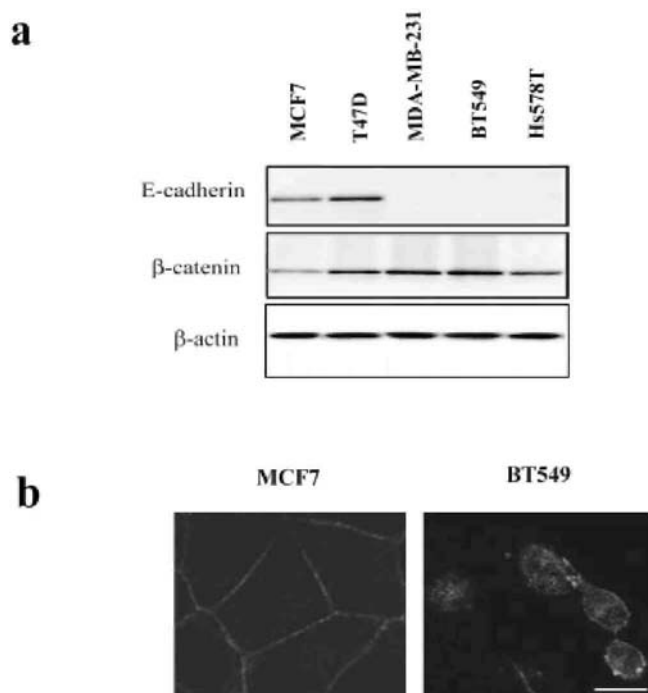 a
MCF7
T47D
MDA-MB-231
BT549
Hs578T
E-cadherin
β-catenin
β-actin
b
MCF7
BT549